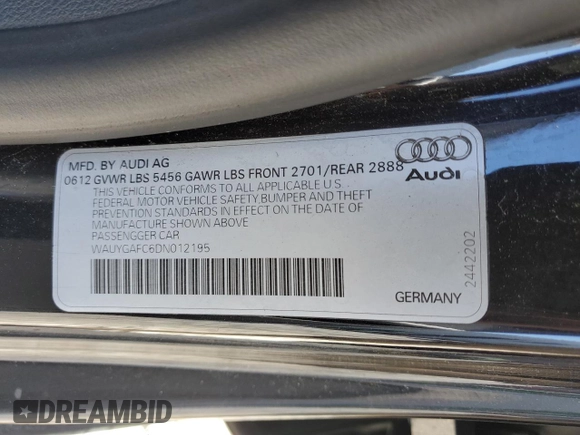 MFD. BY AUDI AG
0612 GVWR LBS 5456 GAWR LBS FRONT 2701/REAR 2888
THIS VEHICLE CONFORMS TO ALL APPLICABLE U.S.
FEDERAL MOTOR VEHICLE SAFETY,BUMPER AND THEFT
PREVENTION STANDARDS IN EFFECT ON THE DATE OF
MANUFACTURE SHOWN ABOVE
PASSENGGER CAR
WAUYGAFC6DN012195
Audi
2442202
GERMANY
DREAMBID